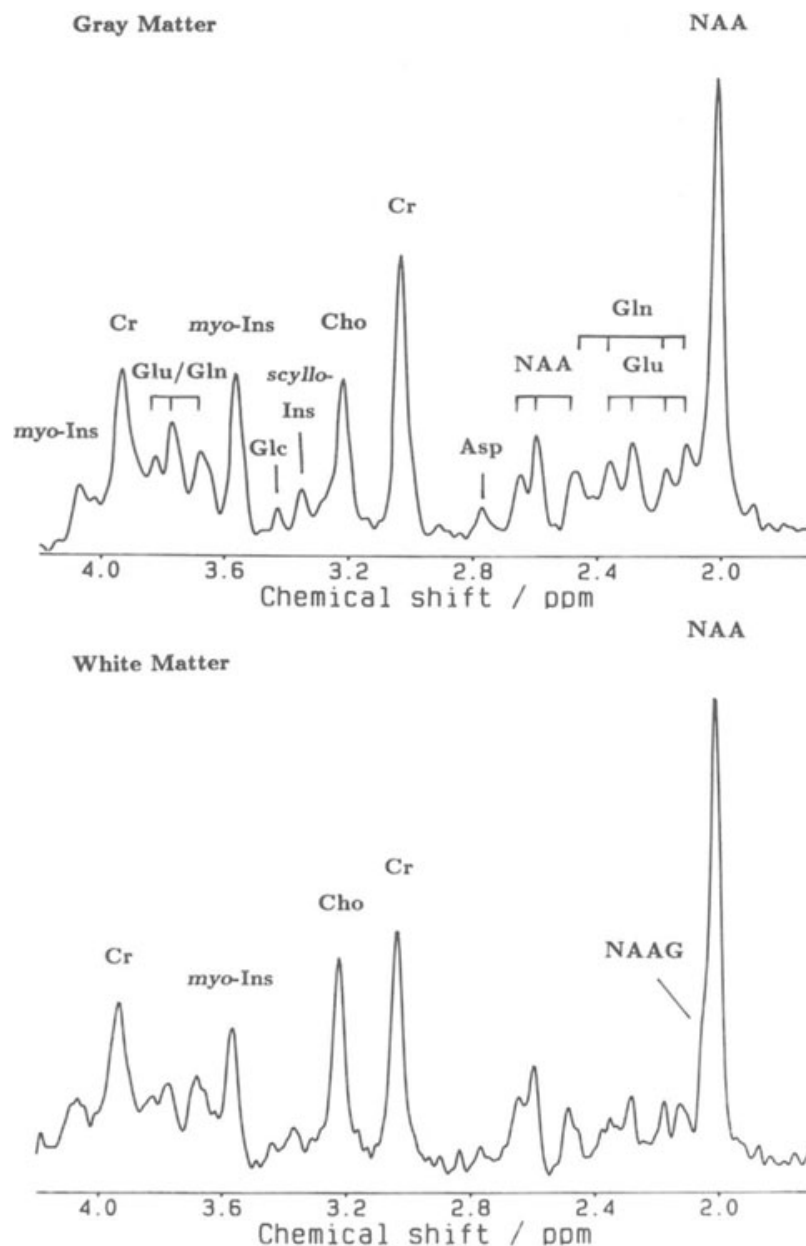 Gray Matter
NAA
Cr
Gln
Cr
myo-Ins
Cho
Glu/Gln
scyllo-
NAA
Glu
myo-Ins
Ins
Glc
Asp
4.0 3.6 3.2 2.8 2.4 2.0
Chemical shift / ppm
NAA
White Matter
Cr
Cho
NAAG
Cr
myo-Ins
4.0 3.6 3.2 2.8 2.4 2.0
Chemical shift / ppm